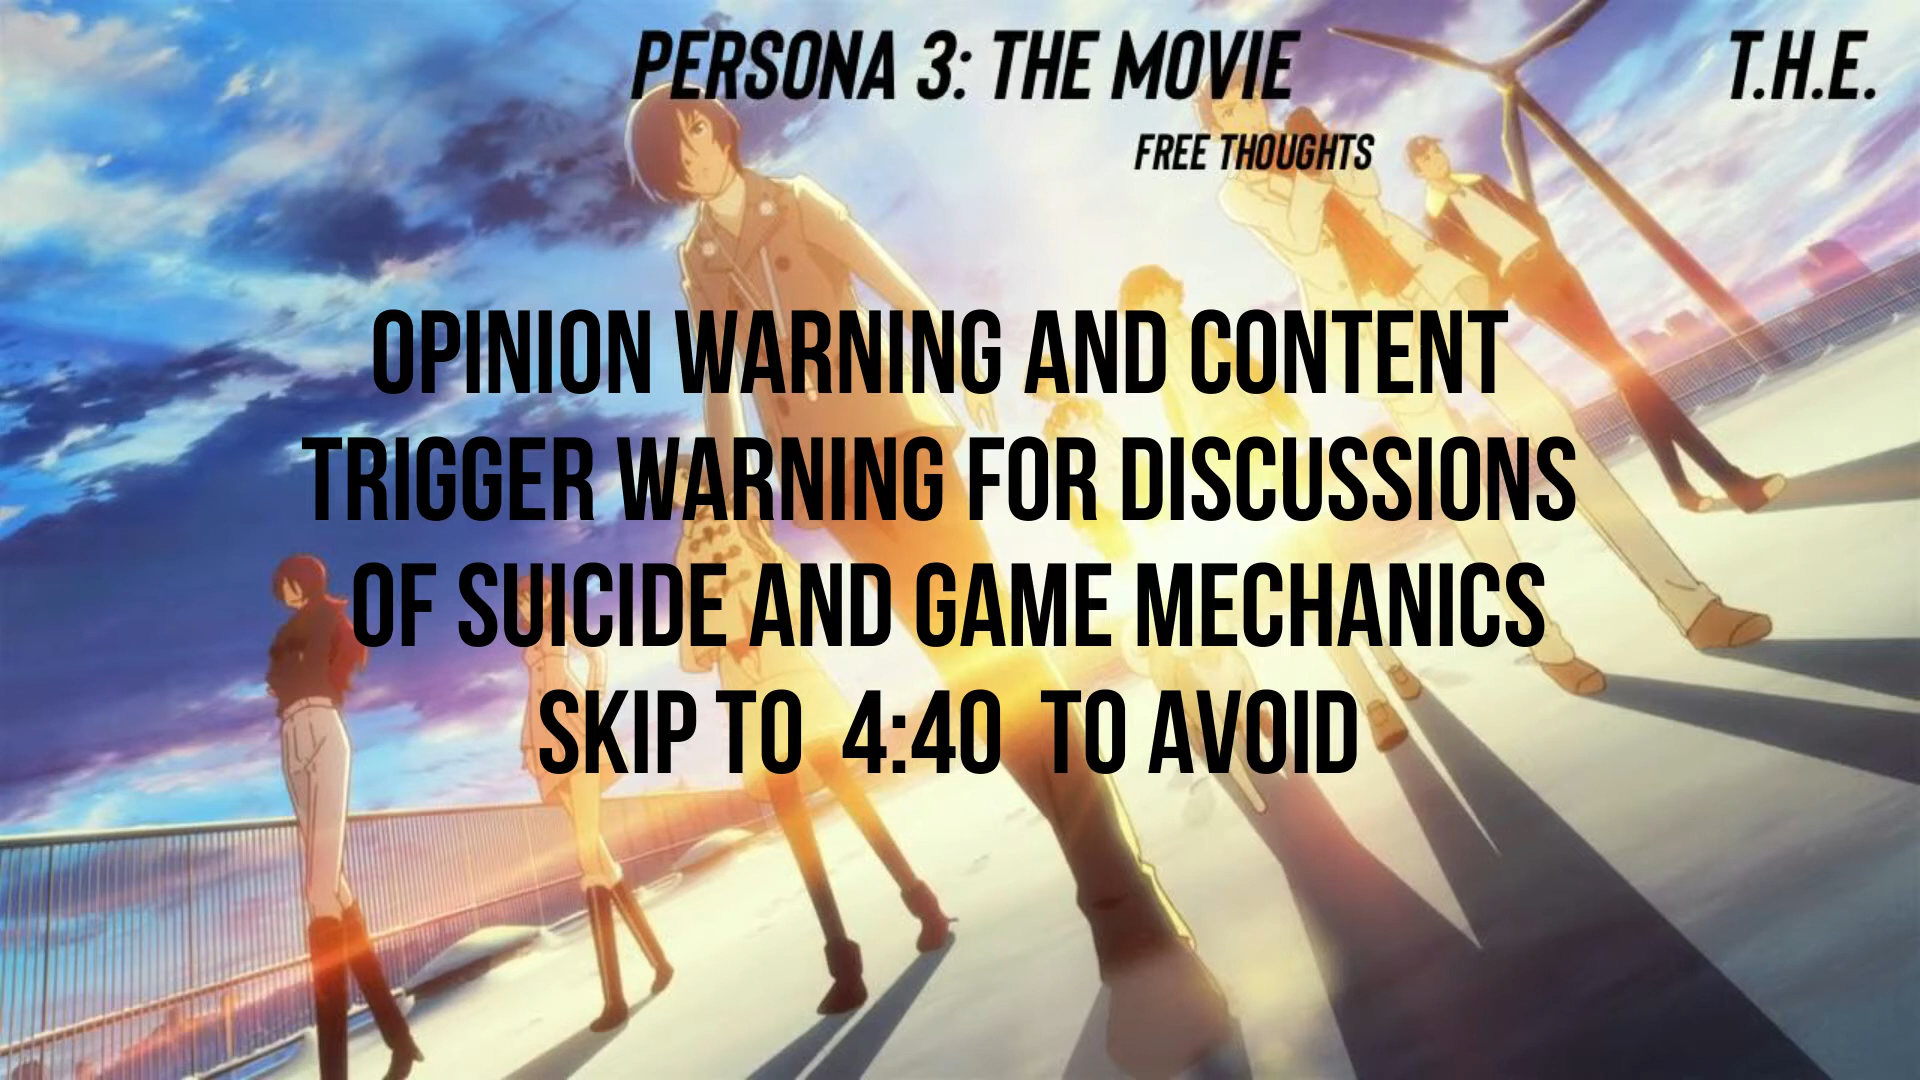 PERSONA 3: THE MOVIE
T.H.E.
FREE THOUGHTS
OPINION WARNING AND CONTENT
TRIGGER WARNING FOR DISCUSSIONS
OF SUICIDE AND GAME MECHANICS
SKIP TO 4:40 TO AVOID